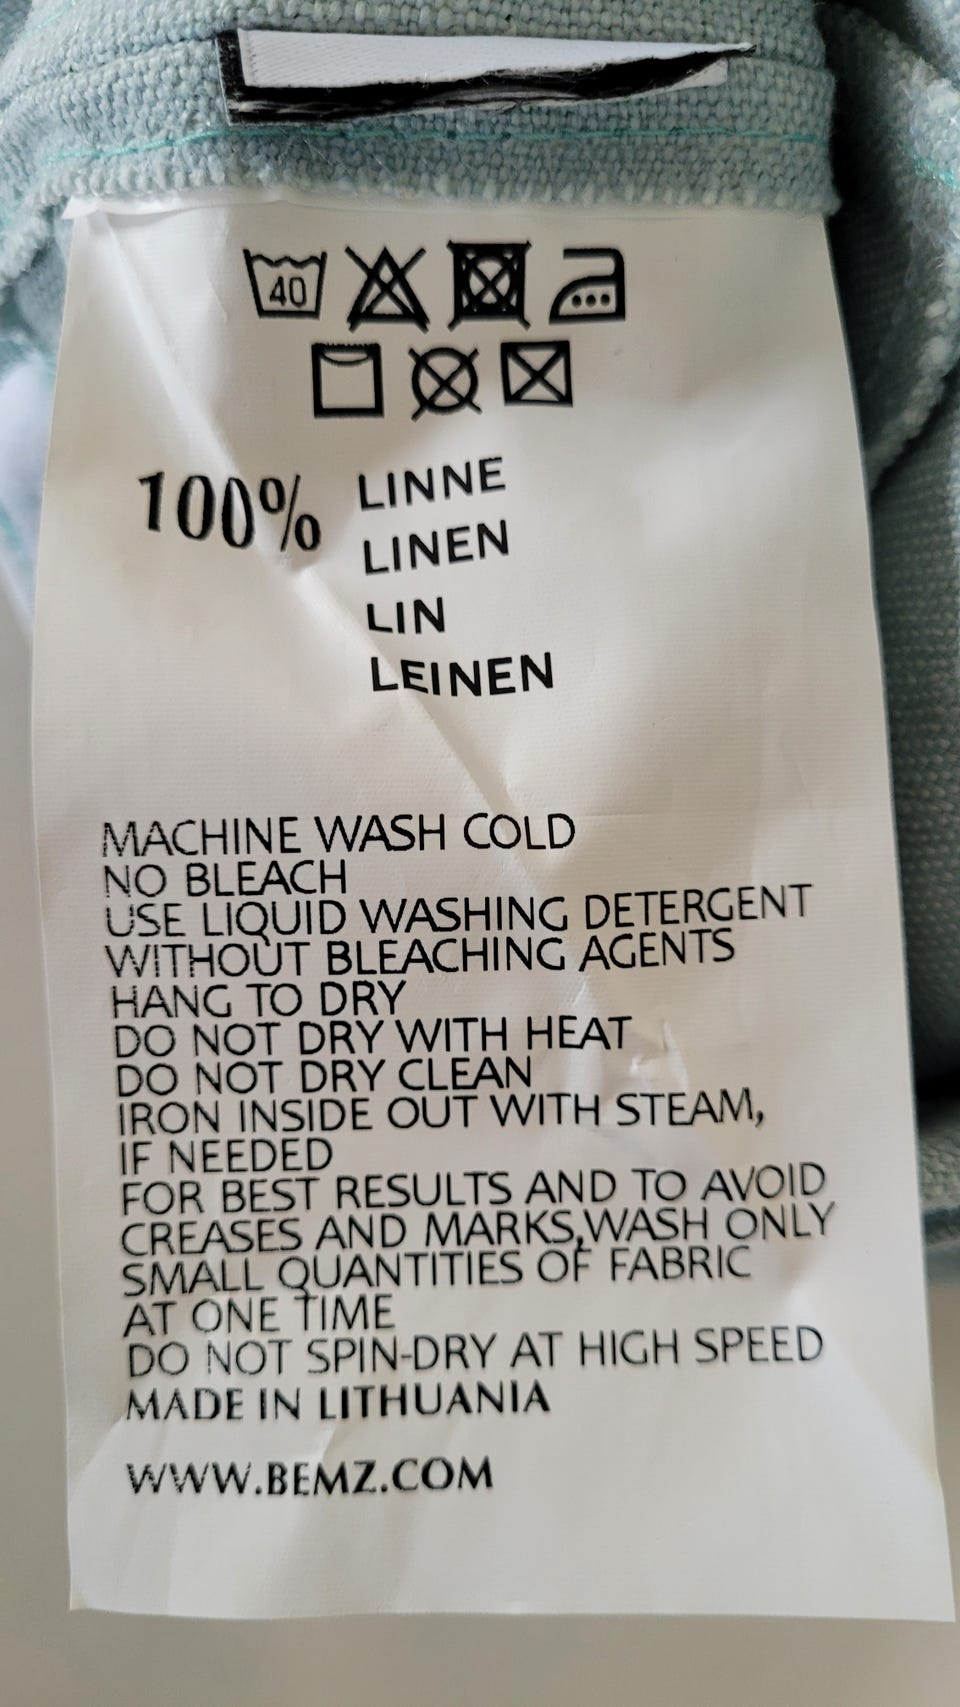 40
100% LINNE
LINEN
LIN
LEINEN
MACHINE WASH COLD
NO BLEACH
USE LIQUID WASHING DETERGENT
WITHOUT BLEACHING AGENTS
HANG TO DRY
DO NOT DRY WITH HEAT
DO NOT DRY CLEAN
IRON INSIDE OUT WITH STEAM,
IF NEEDED
FOR BEST RESULTS AND TO AVOID
CREASES AND MARKS,WASH ONLY
SMALL QUANTITIES OF FABRIC
AT ONE TIME
DO NOT SPIN-DRY AT HIGH SPEED
MADE IN LITHUANIA
WWW.BEMZ.COM